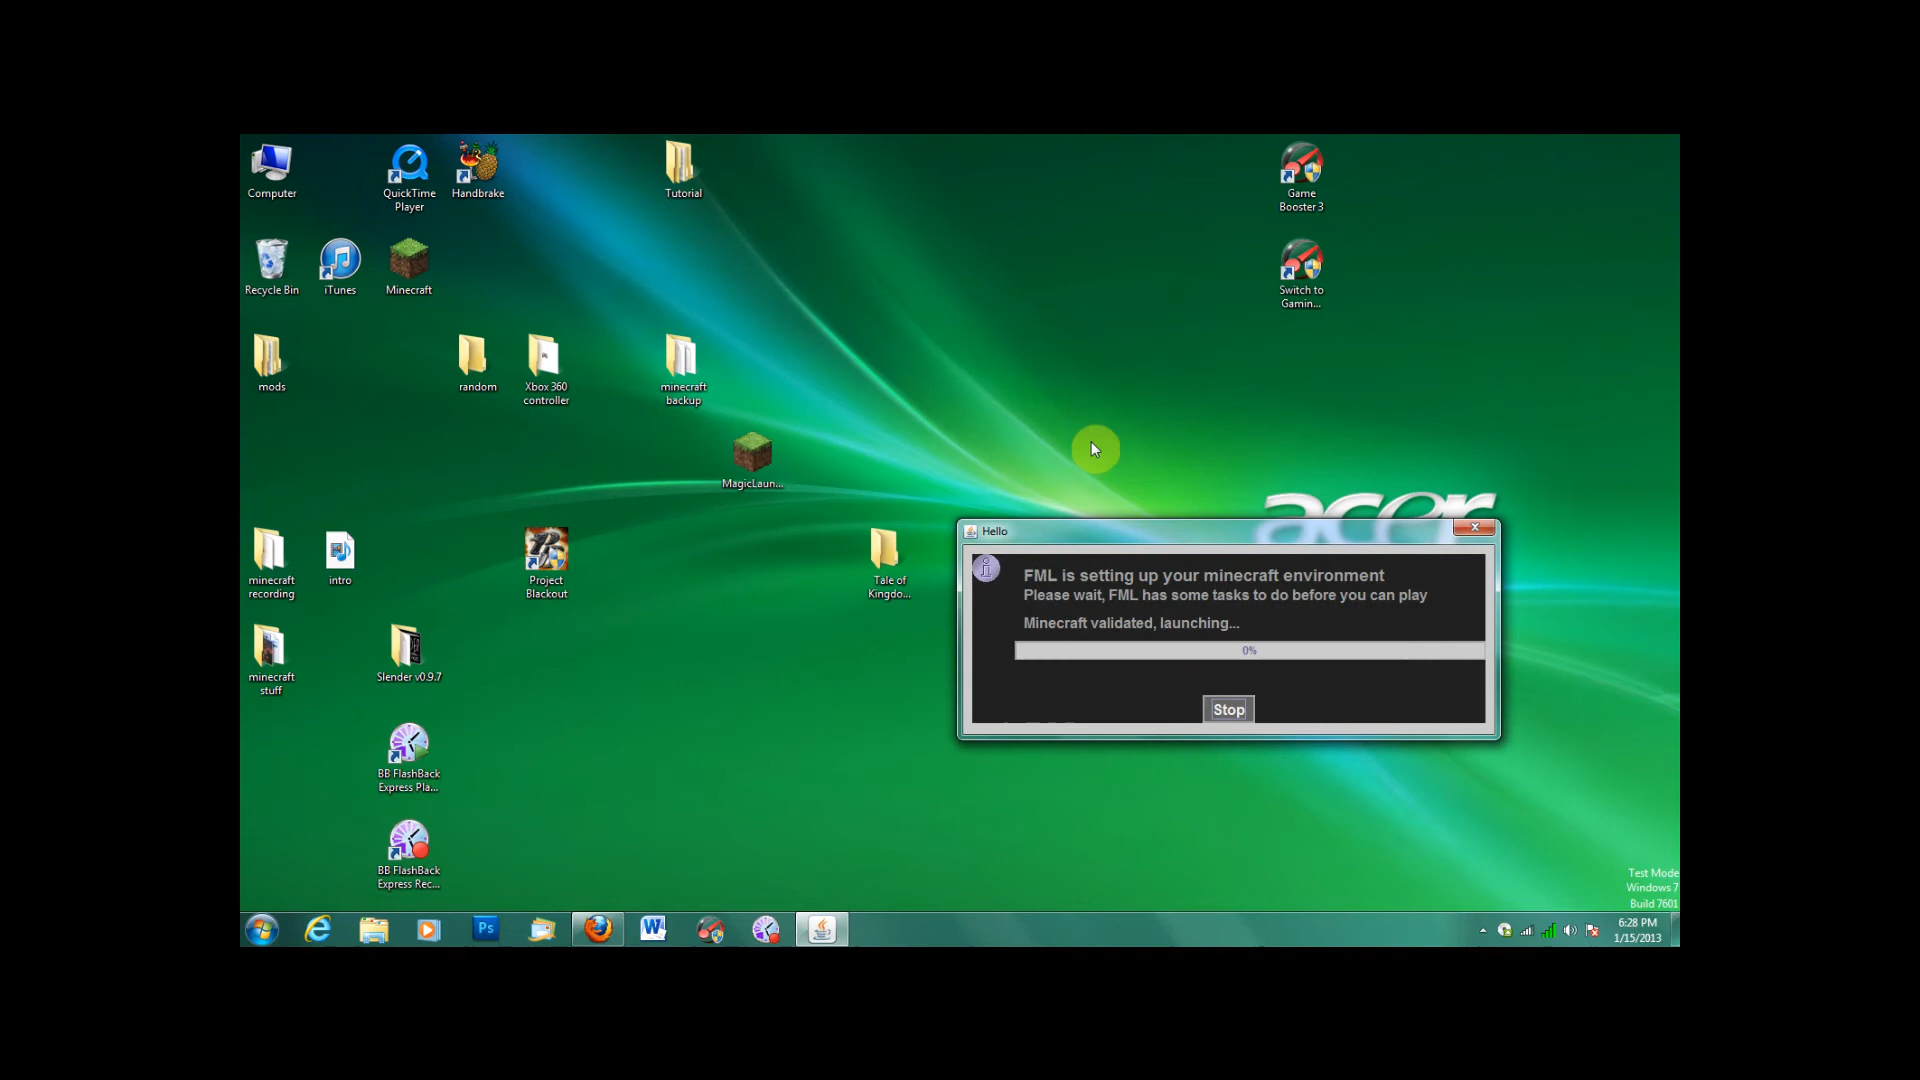 Computer
QuickTime
Player
Handbrake
Tutorial
Game
Booster 3
Recycle Bin
iTunes
Minecraft
Switch to
Gamin...
mods
random
Xbox 360
controller
minecraft
backup
MagicLaun...
acer
minecraft
recording
intro
Project
Blackout
Tale of
Kingdo...
Hello
FML is setting up your minecraft environment
Please wait, FML has some tasks to do before you can play
Minecraft validated, launching...
0%
Stop
minecraft
stuff
Slender v0.9.7
BB FlashBack
Express Pla...
BB FlashBack
Express Rec...
Test Mode
Windows 7
Build 7601
Ps
W
6:28 PM
1/15/2013